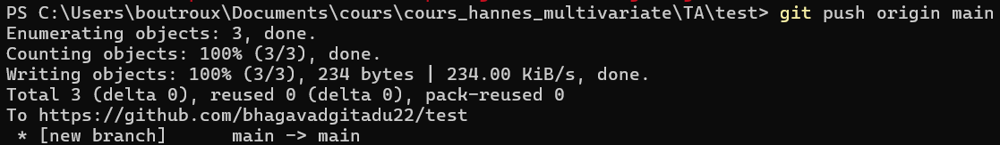 PS C:\Users\boutroux\Documents\cours\cours_hannes_multivariate\TA\test> git push origin main
Enumerating objects: 3, done.
Counting objects: 100% (3/3), done.
Writing objects: 100% (3/3), 234 bytes | 234.00 KiB/s, done.
Total 3 (delta 0), reused 0 (delta 0), pack-reused 0
To https://github.com/bhagavadgitadu22/test
 * [new branch]      main -> main